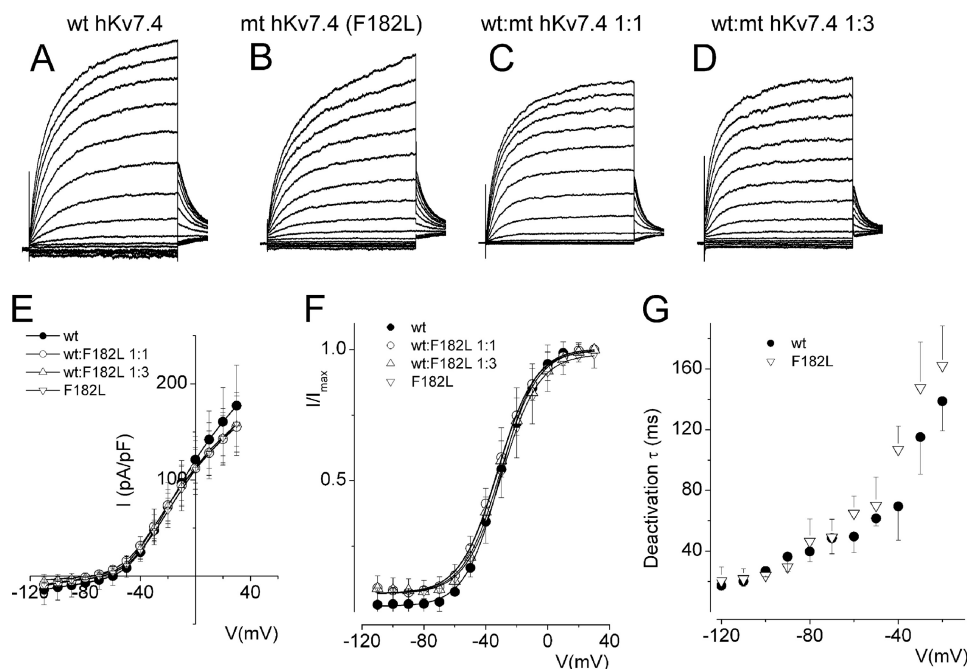 wt hKv7.4
mt hKv7.4 (F182L)
wt:mt hKv7.4 1:1
wt:mt hKv7.4 1:3
A
B
C
D
E
wt
wt:F182L 1:1
wt:F182L 1:3
F182L
200
100
I (pA/pF)
-120
-80
-40
40
V(mV)
F
wt
wt:F182L 1:1
wt:F182L 1:3
F182L
1.0
0.5
I/Imax
-120
-80
-40
0
V(mV)
G
wt
F182L
160
120
80
40
Deactivation τ (ms)
-120
-80
-40
V(mV)